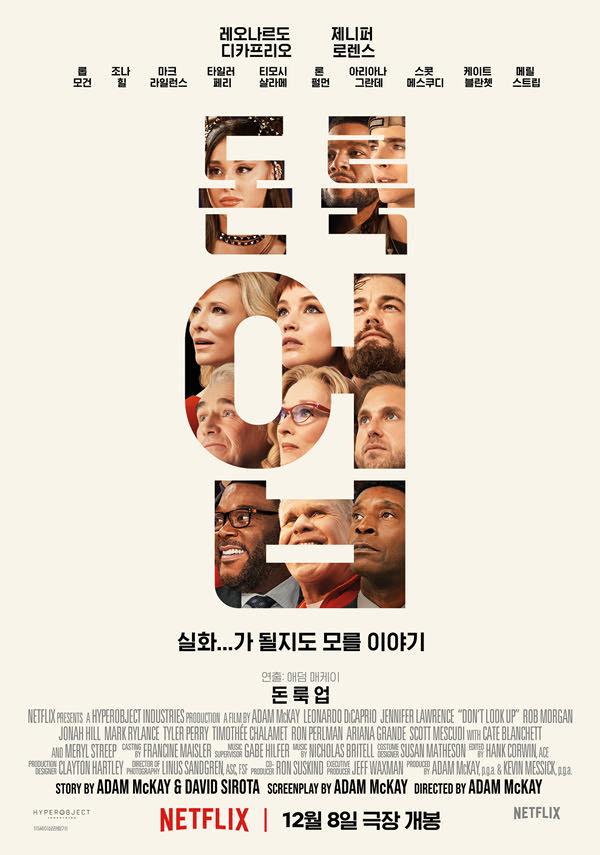 레오나르도 제니퍼
디카프리오 로렌스
롭 조나 마크 타일러 티모시 론 아리아나 스콧 케이트 메릴
모건 힐 라일런스 페리 샬라메 펄먼 그란데 메스쿠디 블란쳇 스트립
돈 룩
업
실화...가 될지도 모를 이야기
연출: 애덤 매케이
돈 룩 업
NETFLIX PRESENTS A HYPEROBJECT INDUSTRIES PRODUCTION A FILM BY ADAM McKAY LEONARDO DiCAPRIO JENNIFER LAWRENCE "DON'T LOOK UP" ROB MORGAN
JONAH HILL MARK RYLANCE TYLER PERRY TIMOTHÉE CHALAMET RON PERLMAN ARIANA GRANDE SCOTT MESCUDI WITH CATE BLANCHETT
AND MERYL STREEP CASTING BY FRANCINE MAISLER MUSIC SUPERVISOR GABE HILFER MUSIC BY NICHOLAS BRITELL COSTUME DESIGNER SUSAN MATHESON EDITED BY HANK CORWIN, ACE
PRODUCTION DESIGNER CLAYTON HARTLEY DIRECTOR OF PHOTOGRAPHY LINUS SANDGREN, ASC, FSF CO-PRODUCER RON SUSKIND EXECUTIVE PRODUCER JEFF WAXMAN PRODUCED BY ADAM McKAY, p.g.a. & KEVIN MESSICK, p.g.a.
STORY BY ADAM McKAY & DAVID SIROTA SCREENPLAY BY ADAM McKAY DIRECTED BY ADAM McKAY
HYPEROBJECT
INDUSTRIES
NETFLIX | 12월 8일 극장 개봉
NETFLIX